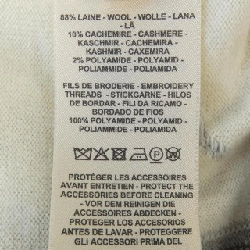 88% LAINE - WOOL - WOLLE - LANA
- LÃ
10% CACHEMIRE - CASHMERE -
KASCHMIR - CACHEMIRA -
KASHMIR - CAXEMIRA
2% POLYAMIDE - POLYAMID -
POLIAMMIDE - POLIAMIDA
FILS DE BRODERIE - EMBROIDERY
THREADS - STICKGARNE - HILOS
DE BORDAR - FILI DA RICAMO -
BORDADO DE FIOS
100% POLYAMIDE - POLYAMID -
POLIAMMIDE - POLIAMIDA
PROTÉGER LES ACCESSOIRES
AVANT ENTRETIEN - PROTECT THE
ACCESSORIES BEFORE CLEANING
- VOR DEM REINIGEN DIE
ACCESSOIRES ABDECKEN -
PROTEGER LOS ACCESORIOS
ANTES DE LAVAR - PROTEGGERE
GLI ACCESSORI PRIMA DEL